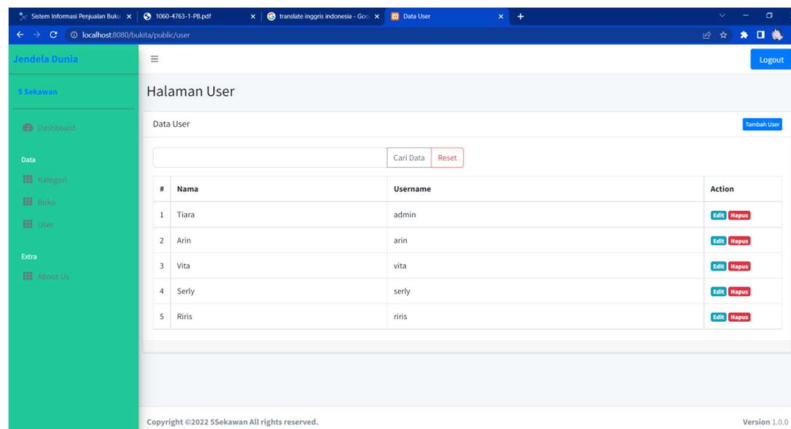 Sistem Informasi Penjualan Buku
1060-4763-1-PB.pdf
translate inggris indonesia - Goo
Data User
localhost:8080/bukita/public/user
Jendela Dunia
Logout
5 Sekawan
Halaman User
Dashboard
Data User
Tambah User
Data
Kategori
Buku
User
Extra
About Us
Cari Data Reset
# Nama Username Action
1 Tiara admin Edit Hapus
2 Arin arin Edit Hapus
3 Vita vita Edit Hapus
4 Serly serly Edit Hapus
5 Riris riris Edit Hapus
Copyright ©2022 5Sekawan All rights reserved.
Version 1.0.0